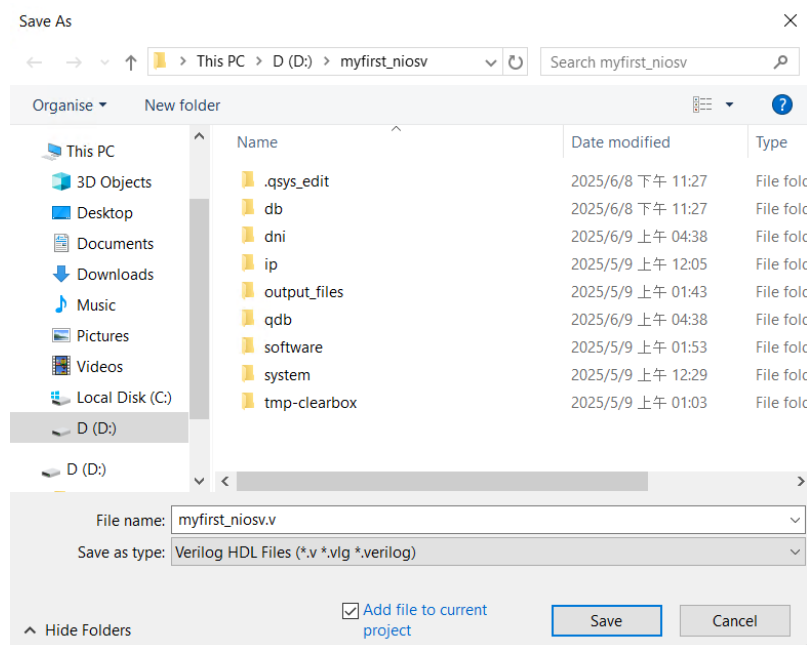 Save As
This PC > D (D:) > myfirst_niosv
Search myfirst_niosv
Organise
New folder
This PC
3D Objects
Desktop
Documents
Downloads
Music
Pictures
Videos
Local Disk (C:)
D (D:)
D (D:)
Name Date modified Type
.qsys_edit 2025/6/8 下午 11:27 File fold
db 2025/6/8 下午 11:27 File fold
dni 2025/6/9 上午 04:38 File fold
ip 2025/5/9 上午 12:05 File fold
output_files 2025/5/9 上午 01:43 File fold
qdb 2025/6/9 上午 04:38 File fold
software 2025/5/9 上午 01:53 File fold
system 2025/5/9 上午 12:29 File fold
tmp-clearbox 2025/5/9 上午 01:03 File fold
File name: myfirst_niosv.v
Save as type: Verilog HDL Files (*.v *.vlg *.verilog)
Hide Folders
Add file to current
project
Save
Cancel